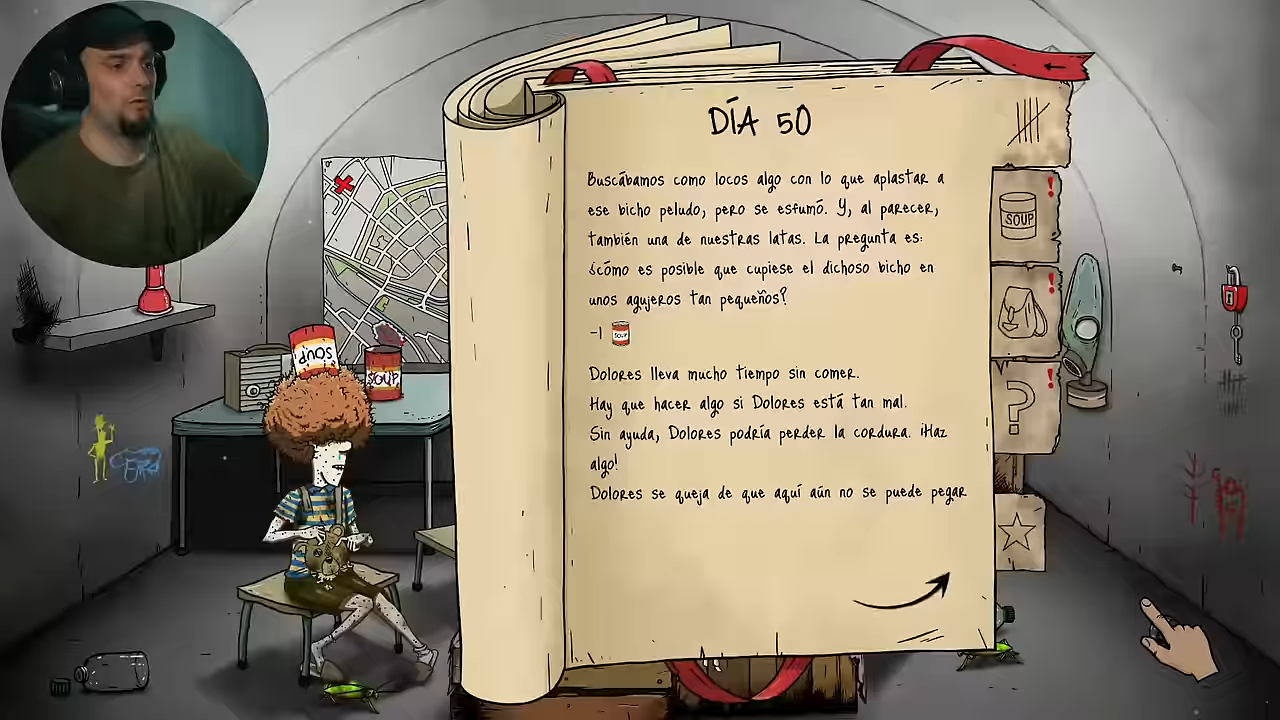 DÍA 50
Buscábamos como locos algo con lo que aplastar a
ese bicho peludo, pero se esfumó. Y, al parecer,
también una de nuestras latas. La pregunta es:
¿cómo es posible que cupiese el dichoso bicho en
unos agujeros tan pequeños?
-1 SOUP
Dolores lleva mucho tiempo sin comer.
Hay que hacer algo si Dolores está tan mal.
Sin ayuda, Dolores podría perder la cordura. ¡Haz
algo!
Dolores se queja de que aquí aún no se puede pegar
SOUP
!
!
?
!
SOUP
SOUP